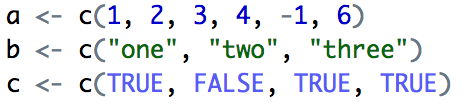 a <- c(1, 2, 3, 4, -1, 6)
b <- c("one", "two", "three")
c <- c(TRUE, FALSE, TRUE, TRUE)